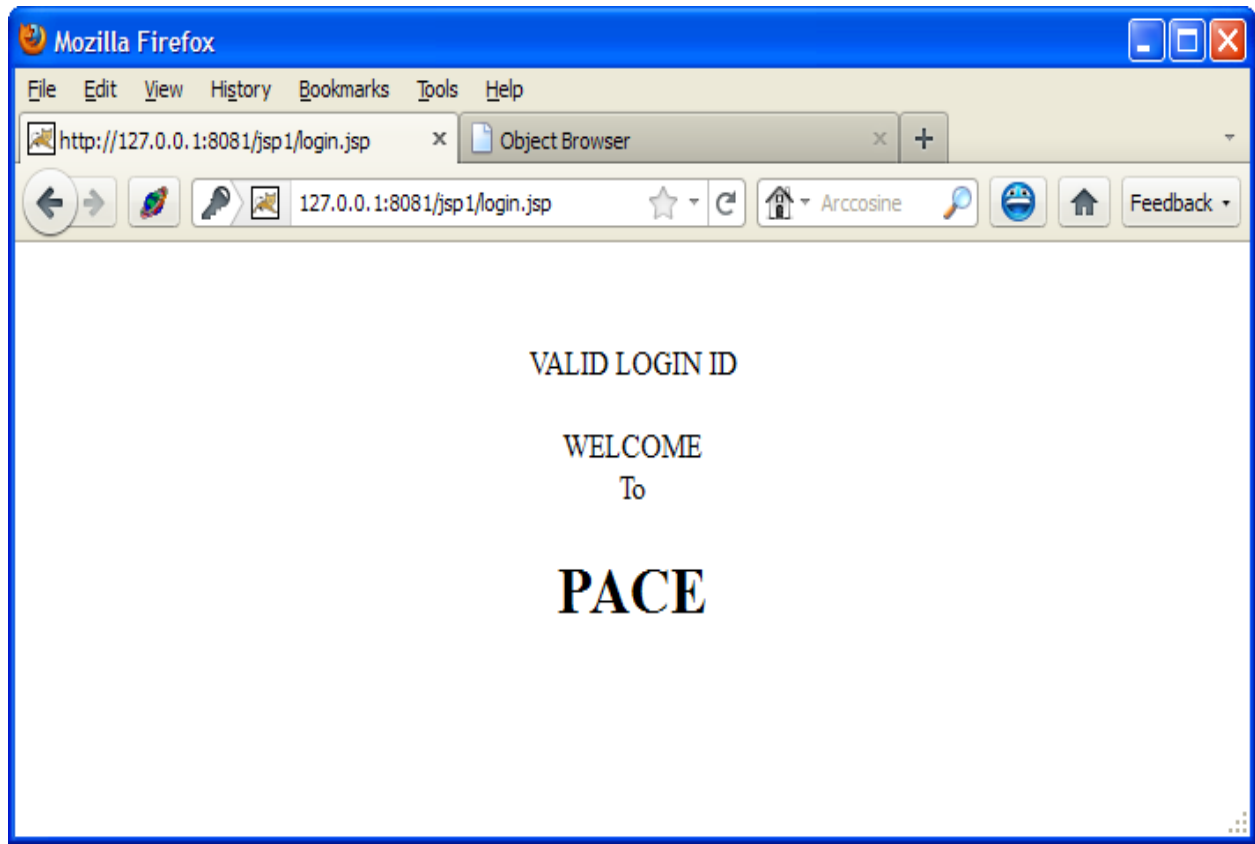 Mozilla Firefox
File Edit View History Bookmarks Tools Help
http://127.0.0.1:8081/jsp1/login.jsp Object Browser
127.0.0.1:8081/jsp1/login.jsp Arccosine Feedback
VALID LOGIN ID
WELCOME
To
PACE